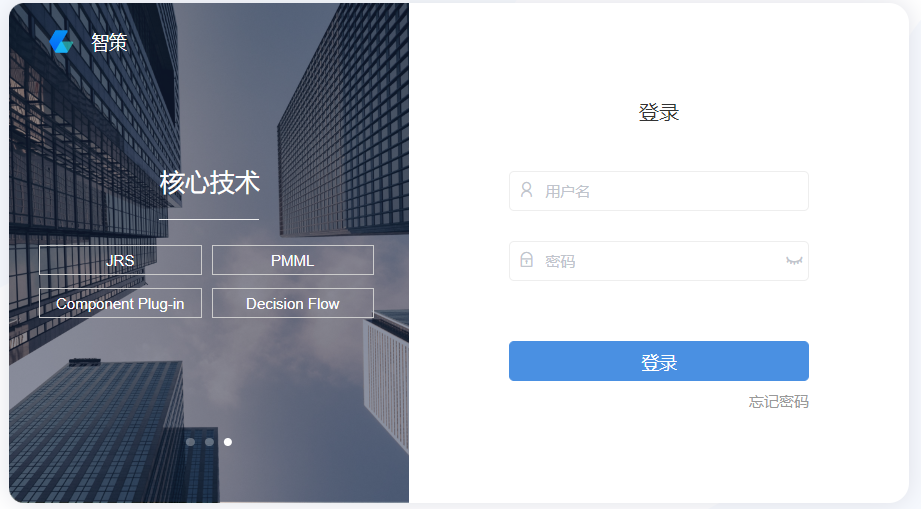 智策
核心技术
JRS
PMML
Component Plug-in
Decision Flow
登录
用户名
密码
登录
忘记密码